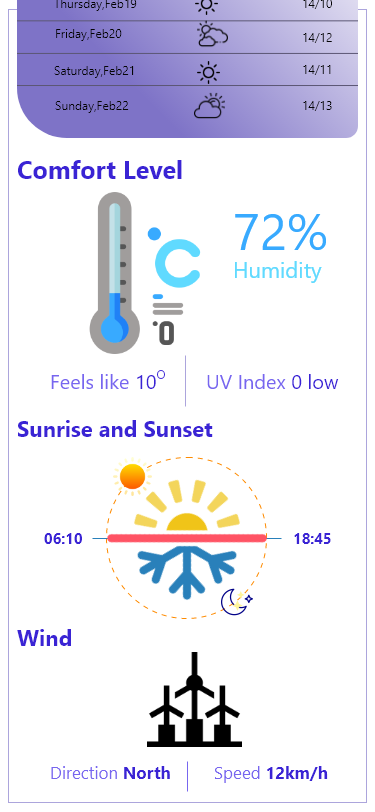 Thursday,Feb19 14/10
Friday,Feb20 14/12
Saturday,Feb21 14/11
Sunday,Feb22 14/13
Comfort Level
72%
Humidity
°C
0
Feels like 10° UV Index 0 low
Sunrise and Sunset
06:10 18:45
Wind
Direction North Speed 12km/h